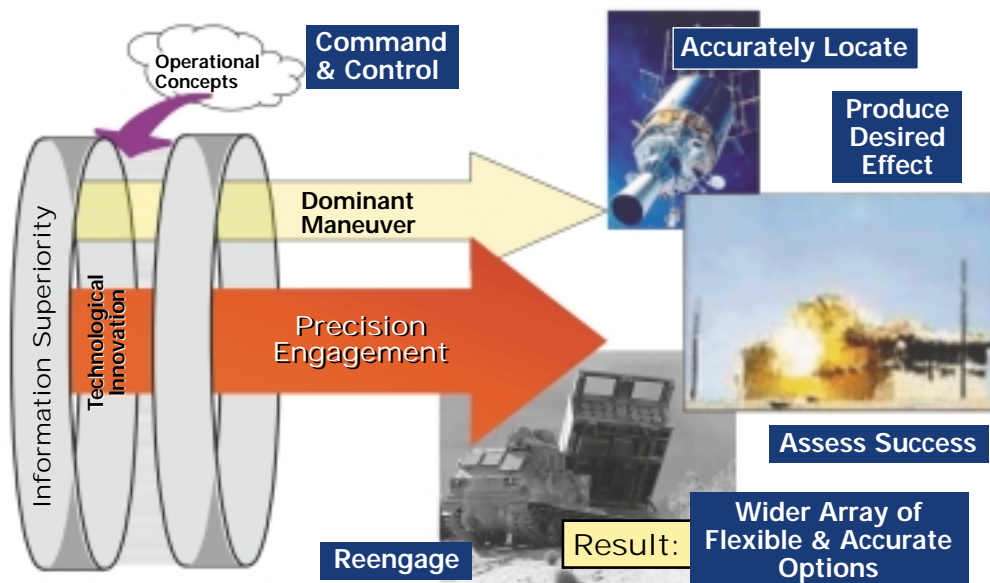 Operational
Concepts
Command
& Control
Accurately Locate
Produce
Desired
Effect
Dominant
Maneuver
Information Superiority
Technological
Innovation
Precision
Engagement
Assess Success
Reengage
Result:
Wider Array of
Flexible & Accurate
Options